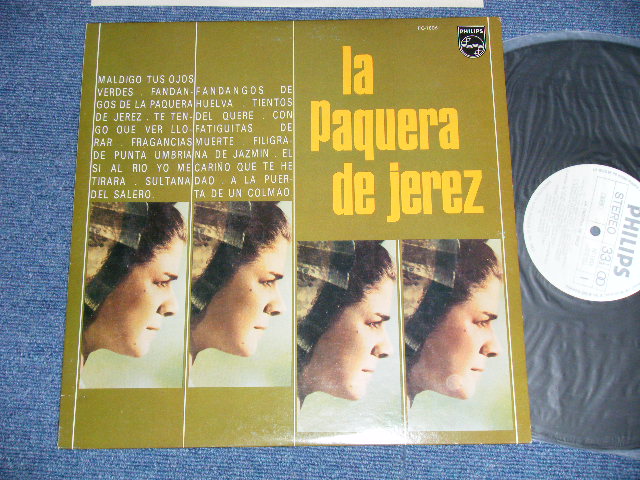 PHILIPS
FC-1606
la
Paquera
de jerez
MALDIGO TUS OJOS
VERDES . FANDAN-
GOS DE LA PAQUERA
DE JEREZ . TE TEN-
GO QUE VER LLO-
RAR . FRAGANCIAS
DE PUNTA UMBRIA
SI AL RIO YO ME
TIRARA . SULTANA
DEL SALERO.
FANDANGOS DE
HUELVA . TIENTOS
DEL QUERE . CON
FATIGUITAS DE
MUERTE . FILIGRA-
NA DE JAZMIN . EL
CARIÑO QUE TE HE
DAD . A LA PUER-
TA DE UN COLMAO.
PHILIPS
STEREO 33